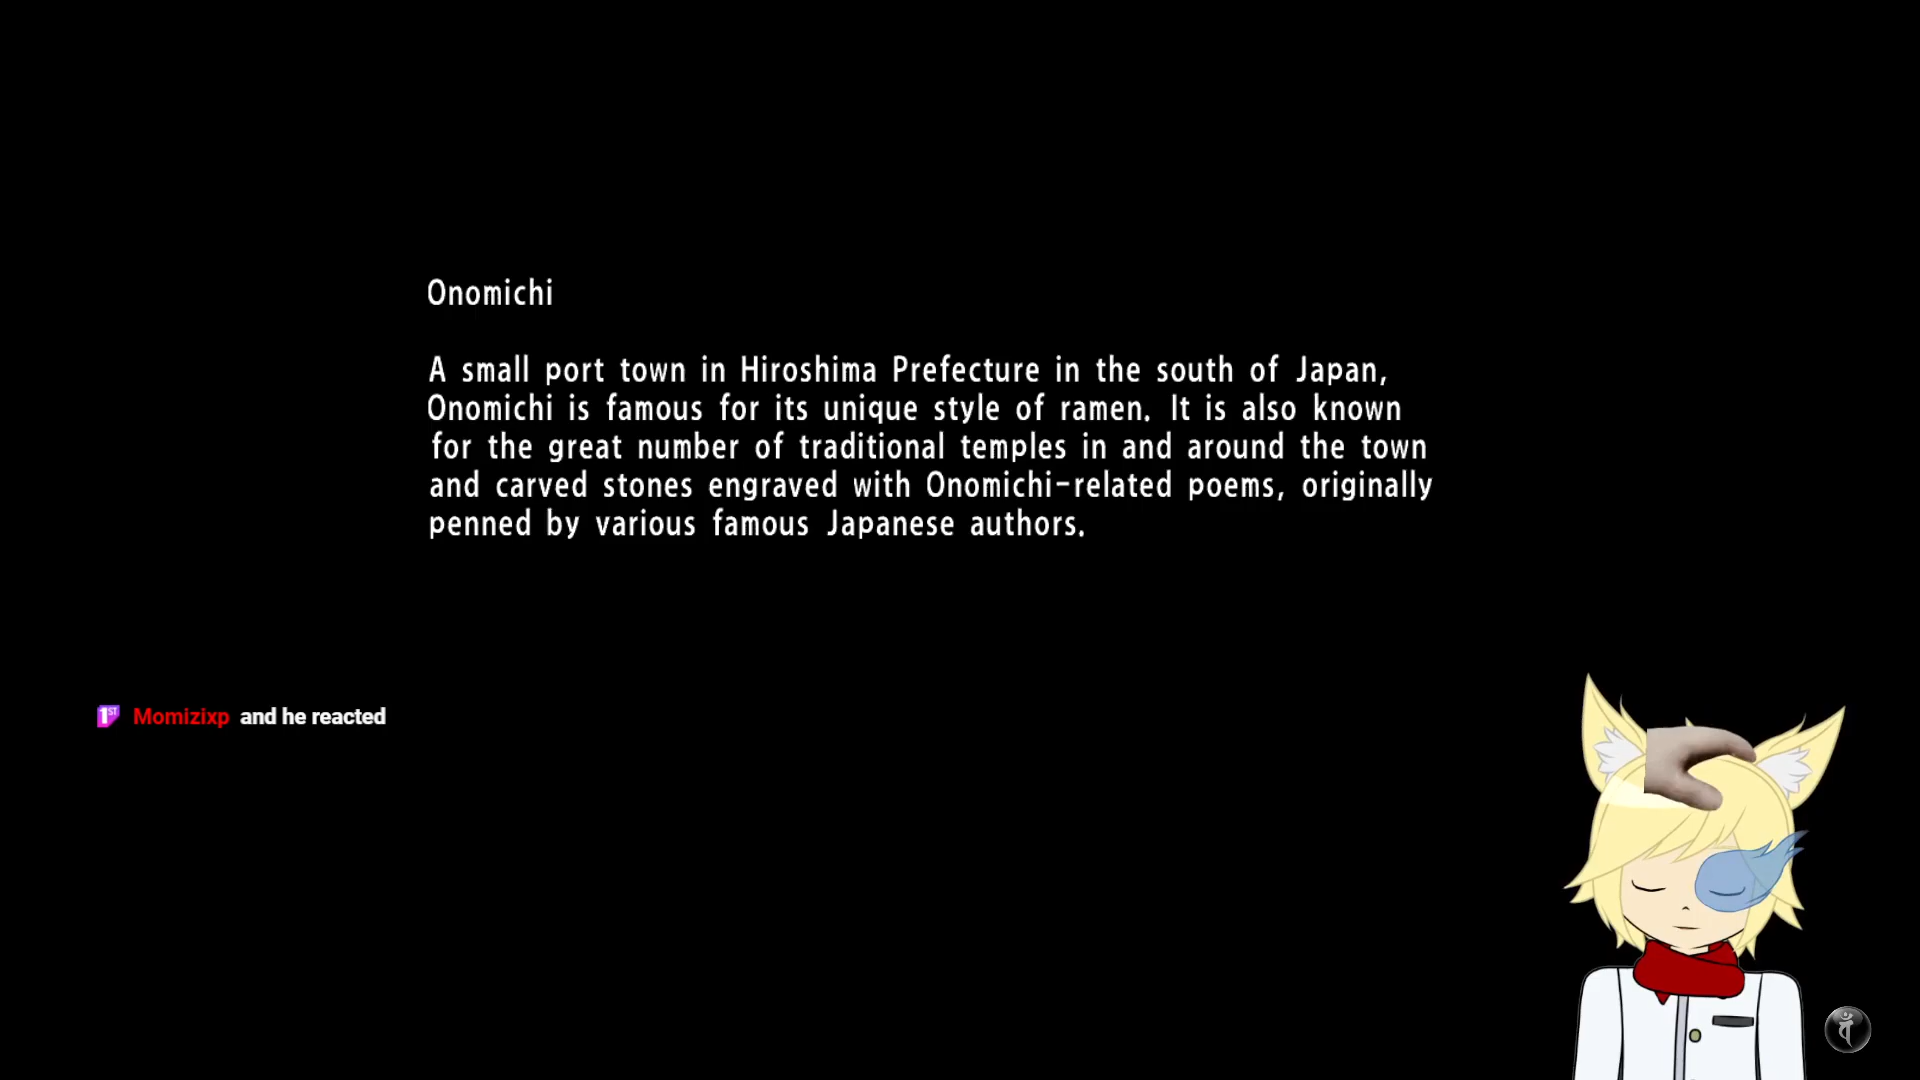 Onomichi
A small port town in Hiroshima Prefecture in the south of Japan,
Onomichi is famous for its unique style of ramen. It is also known
for the great number of traditional temples in and around the town
and carved stones engraved with Onomichi-related poems, originally
penned by various famous Japanese authors.
1ST Momizixp and he reacted